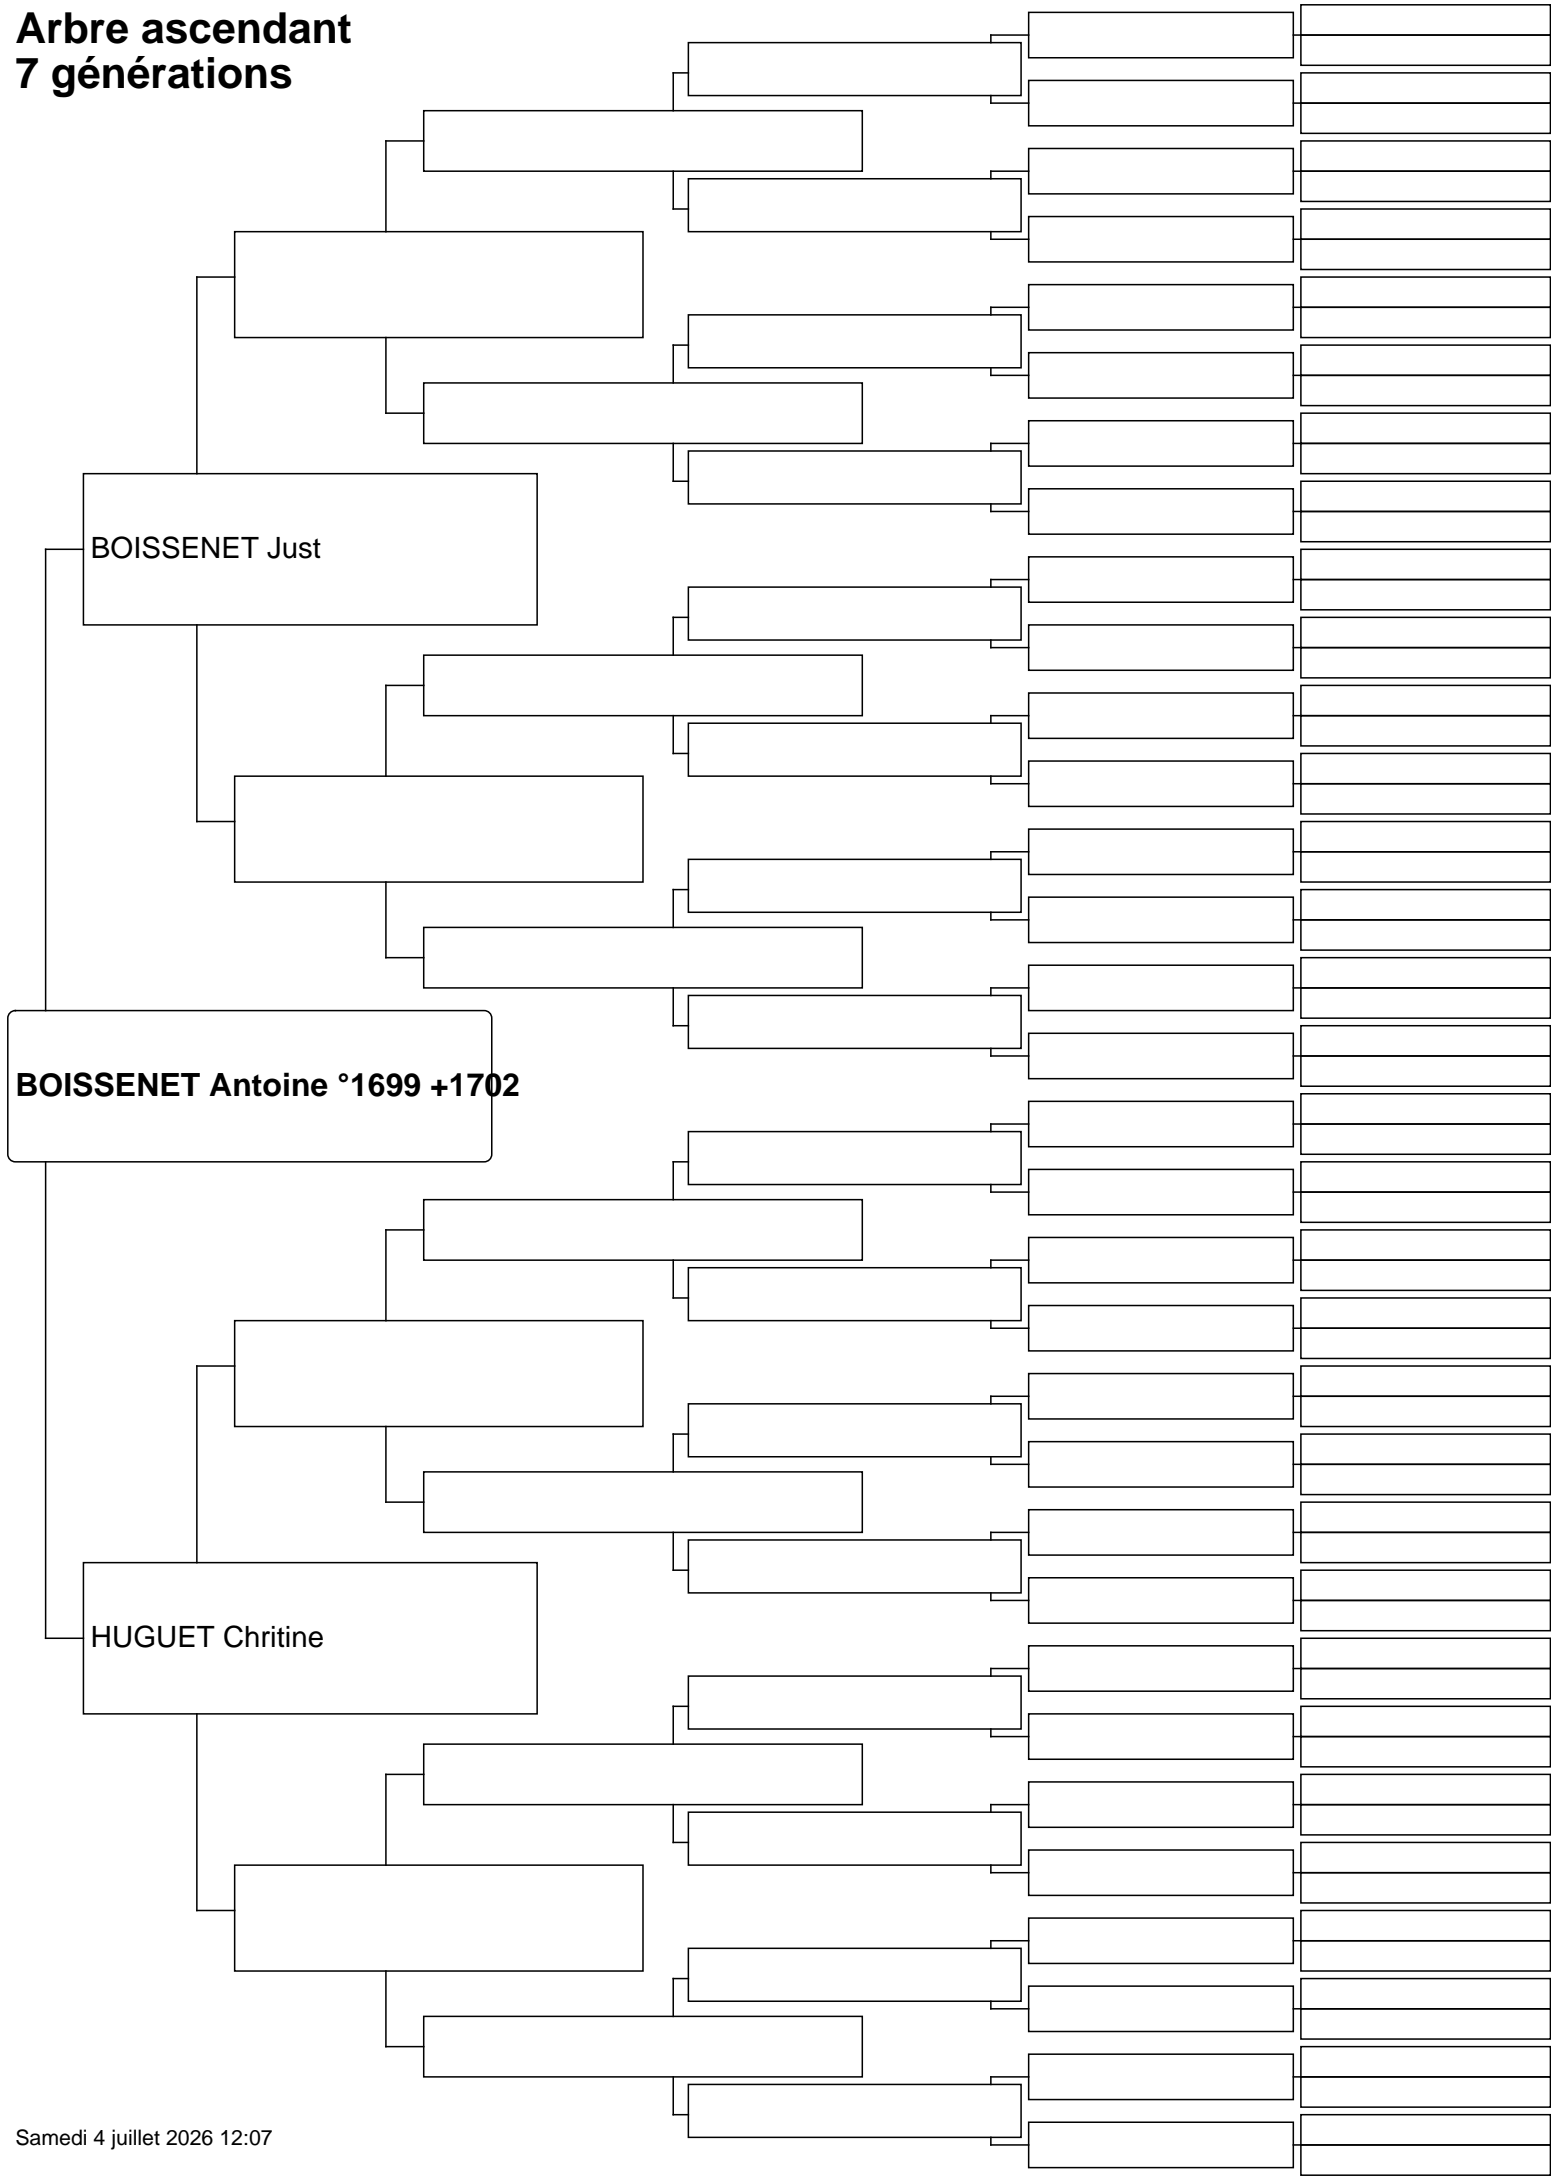 Arbre ascendant
7 générations
BOISSENET Just
BOISSENET Antoine °1699 +1702
HUGUET Chritine
Samedi 4 juillet 2026 12:07